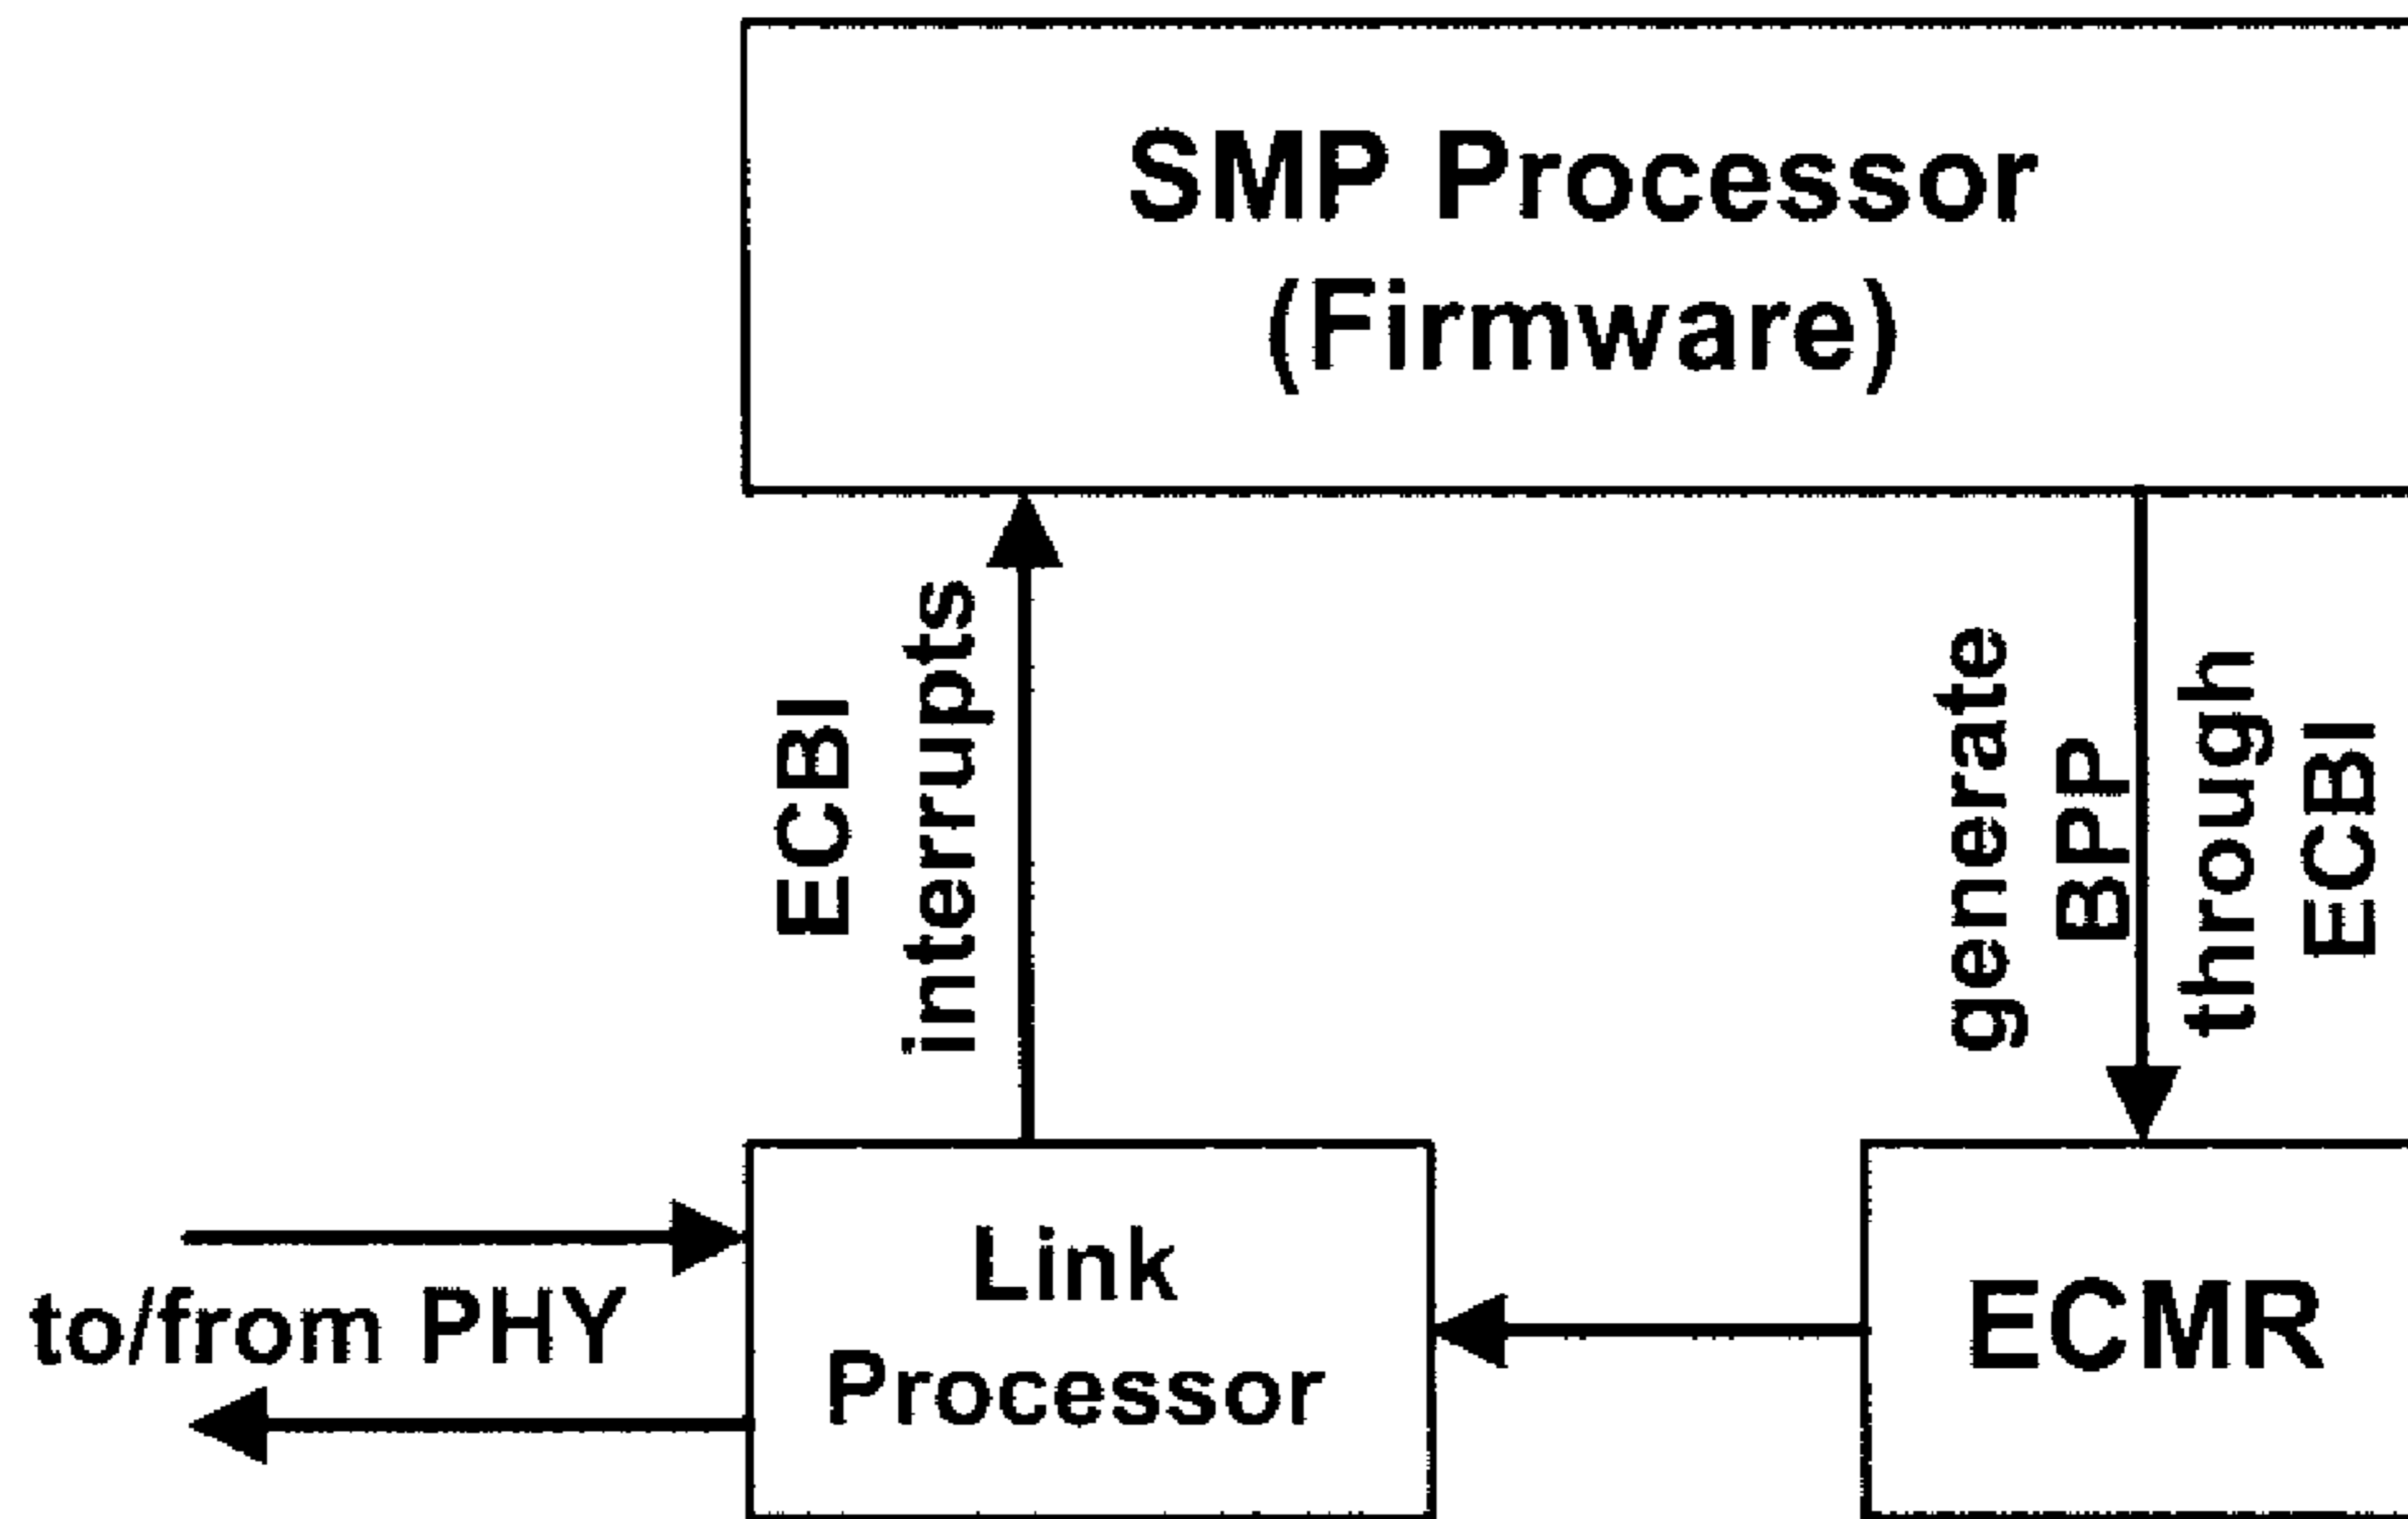 SMP Processor
(Firmware)
ECBI
interrupts
generate
BPP
through
ECBI
to/from PHY
Link
Processor
ECMR